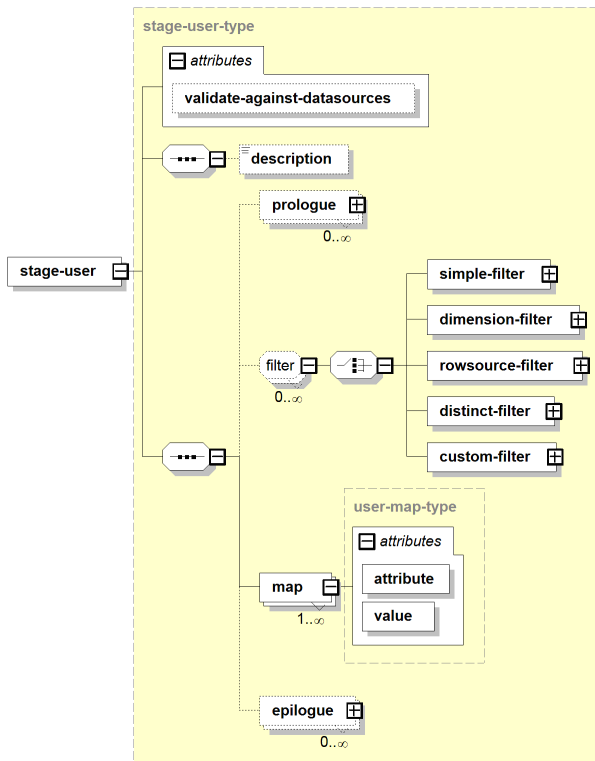 stage-user-type
attributes
validate-against-datasources
description
prologue
0..∞
stage-user
simple-filter
dimension-filter
filter
rowsource-filter
0..∞
distinct-filter
custom-filter
user-map-type
attributes
attribute
map
value
1..∞
epilogue
0..∞